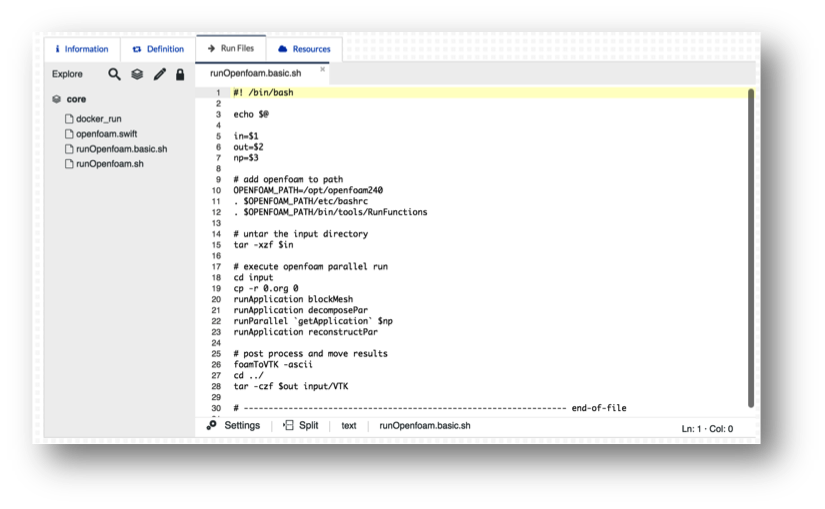 Information
Definition
Run Files
Resources
Explore
core
docker_run
openfoam.swift
runOpenfoam.basic.sh
runOpenfoam.sh
runOpenfoam.basic.sh ×
1 #! /bin/bash
2
3 echo $@
4
5 in=$1
6 out=$2
7 np=$3
8
9 # add openfoam to path
10 OPENFOAM_PATH=/opt/openfoam240
11 . $OPENFOAM_PATH/etc/bashrc
12 . $OPENFOAM_PATH/bin/tools/RunFunctions
13
14 # untar the input directory
15 tar -xzf $in
16
17 # execute openfoam parallel run
18 cd input
19 cp -r 0.org 0
20 runApplication blockMesh
21 runApplication decomposePar
22 runParallel `getApplication` $np
23 runApplication reconstructPar
24
25 # post process and move results
26 foamToVTK -ascii
27 cd ../
28 tar -czf $out input/VTK
29
30 # ---------------------------------------------------------------- end-of-file
Settings
Split
text
runOpenfoam.basic.sh
Ln: 1 · Col: 0